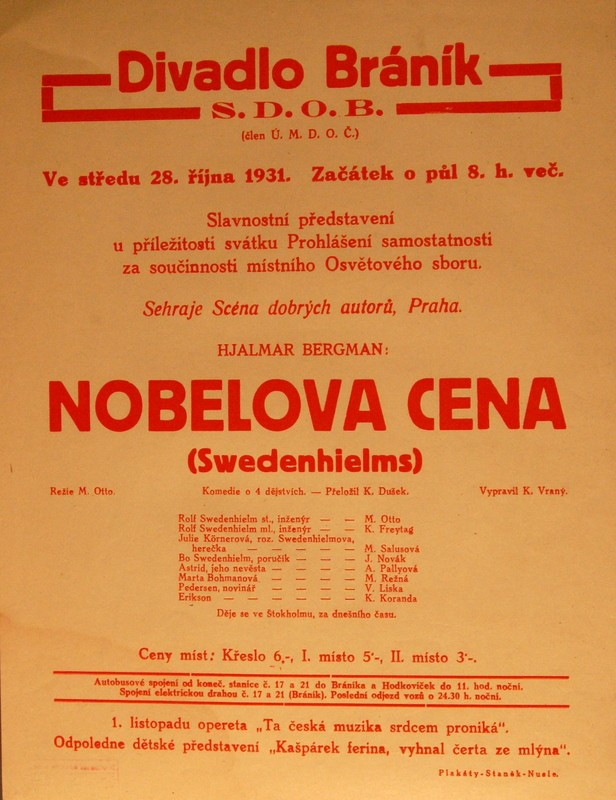 Divadlo Bráník
S. D. O. B.
(člen Ú. M. D. O. Č.)
Ve středu 28. října 1931. Začátek o půl 8. h. več.
Slavnostní představení
u příležitosti svátku Prohlášení samostatnosti
za součinnosti místního Osvětového sboru.
Sehraje Scéna dobrých autorů, Praha.
HJALMAR BERGMAN:
NOBELOVA CENA
(Swedenhielms)
Režie M. Otto. Komedie o 4 dějstvích. — Přeložil K. Dušek. Vypravil K. Vraný.
Rolf Swedenhielm st., inženýr — — M. Otto
Rolf Swedenhielm ml., inženýr — — K. Freytag
Julie Körnerová, roz. Swedenhielmova,
herečka — — — — — M. Salusová
Bo Swedenhielm, poručík — — — J. Novák
Astrid, jeho nevěsta — — — — A. Pallyová
Marta Bohmanová — — — — M. Režná
Pedersen, novinář — — — — V. Liska
Erikson — — — — — — K. Koranda
Děje se ve Stokholmu, za dnešního času.
Ceny míst: Křeslo 6,-, I. místo 5·-, II. místo 3·-.
Autobusové spojení od koneč. stanice č. 17 a 21 do Bráníka a Hodkoviček do 11. hod. noční.
Spojení elektrickou drahou č. 17 a 21 (Bráník). Poslední odjezd vozů o 24.30 h. noční.
1. listopadu opereta „Ta česká muzika srdcem proniká".
Odpoledne dětské představení „Kašpárek ferina, vyhnal čerta ze mlýna".
Plakáty-Staněk-Nusle.